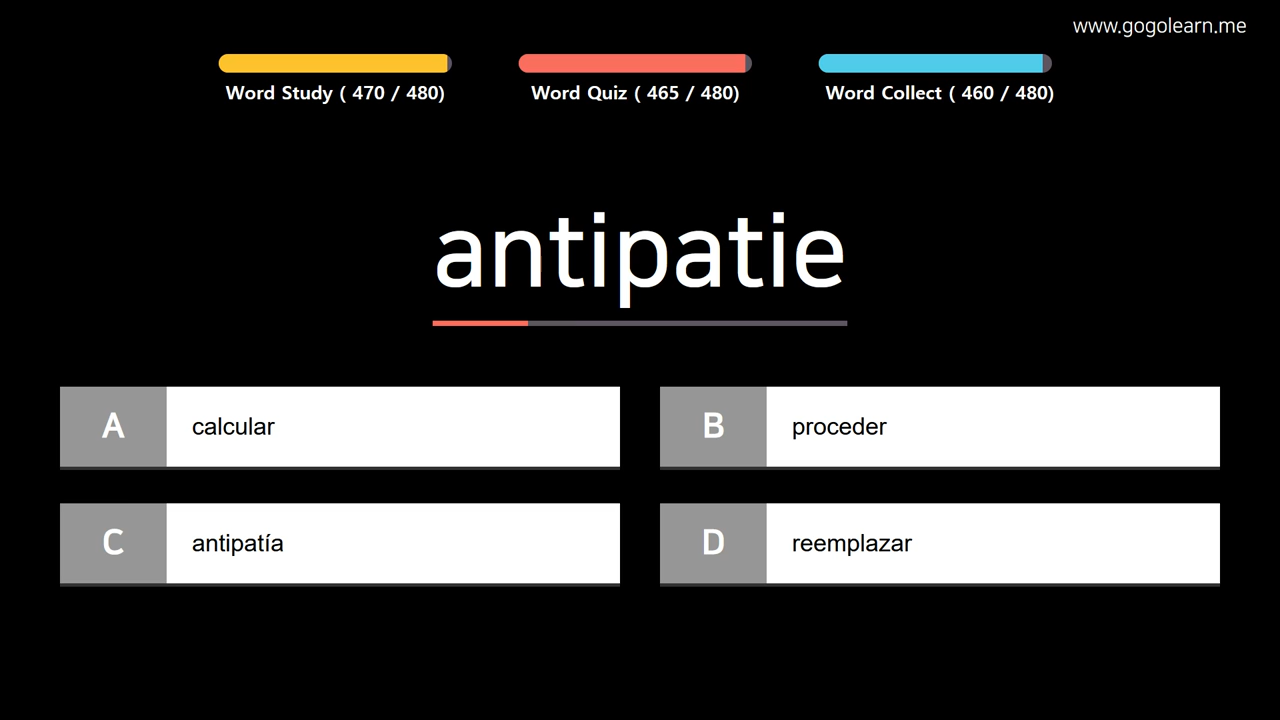 www.gogolearn.me
Word Study ( 470 / 480)
Word Quiz ( 465 / 480)
Word Collect ( 460 / 480)
antipatie
A calcular
B proceder
C antipatía
D reemplazar